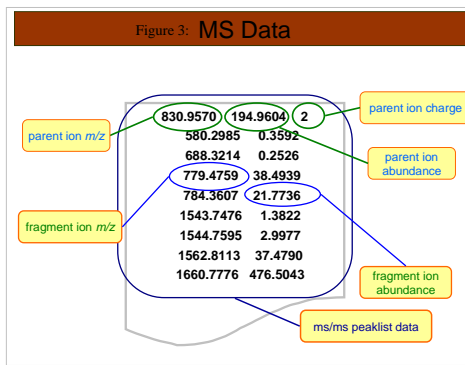 Figure 3: MS Data
830.9570 194.9604 2
580.2985 0.3592
688.3214 0.2526
779.4759 38.4939
784.3607 21.7736
1543.7476 1.3822
1544.7595 2.9977
1562.8113 37.4790
1660.7776 476.5043
parent ion charge
parent ion m/z
parent ion
abundance
fragment ion m/z
fragment ion
abundance
ms/ms peaklist data